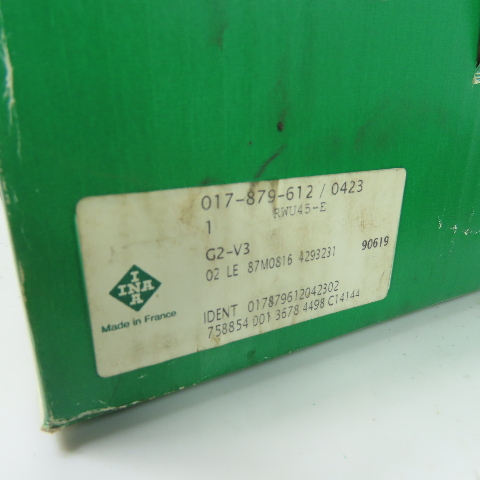 017-879-612 / 0423
RWU45-E
1
G2-V3
02 LE 87M0816 4293231
90619
INA
INA
Made in France
IDENT 017879612042302
758854 001 3678 4498 C14144